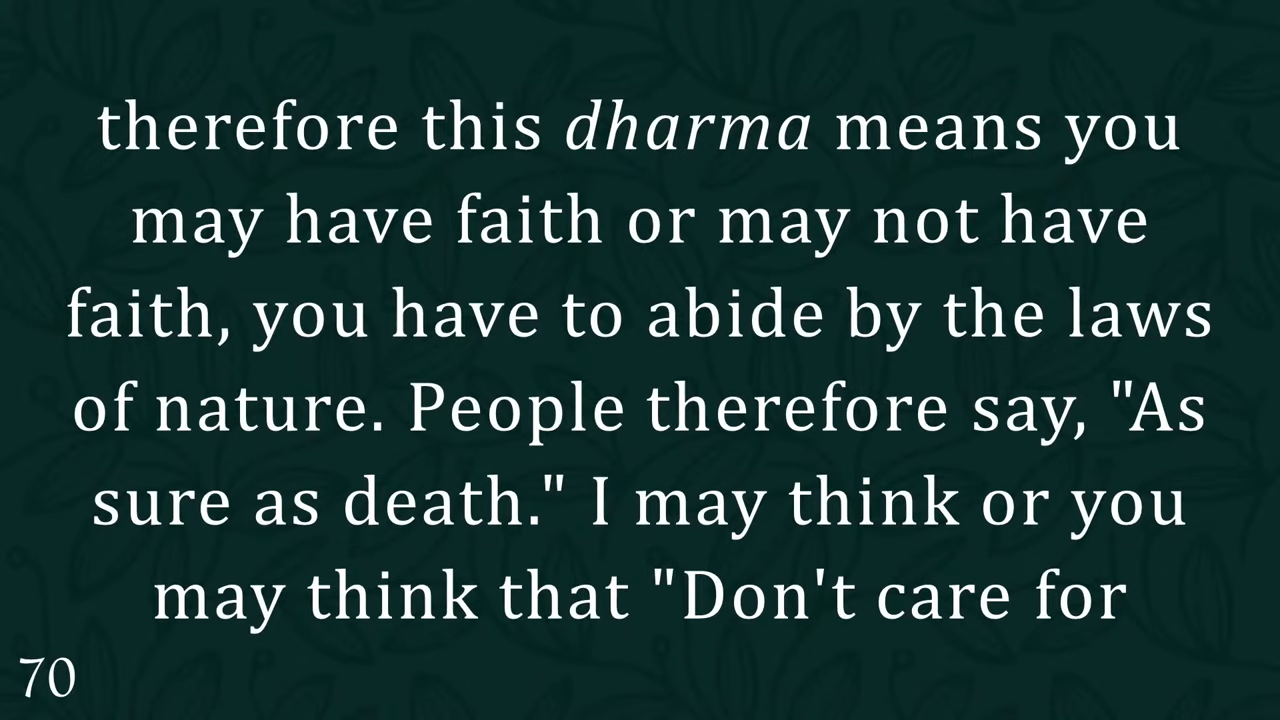 therefore this dharma means you
may have faith or may not have
faith, you have to abide by the laws
of nature. People therefore say, "As
sure as death." I may think or you
may think that "Don't care for
70